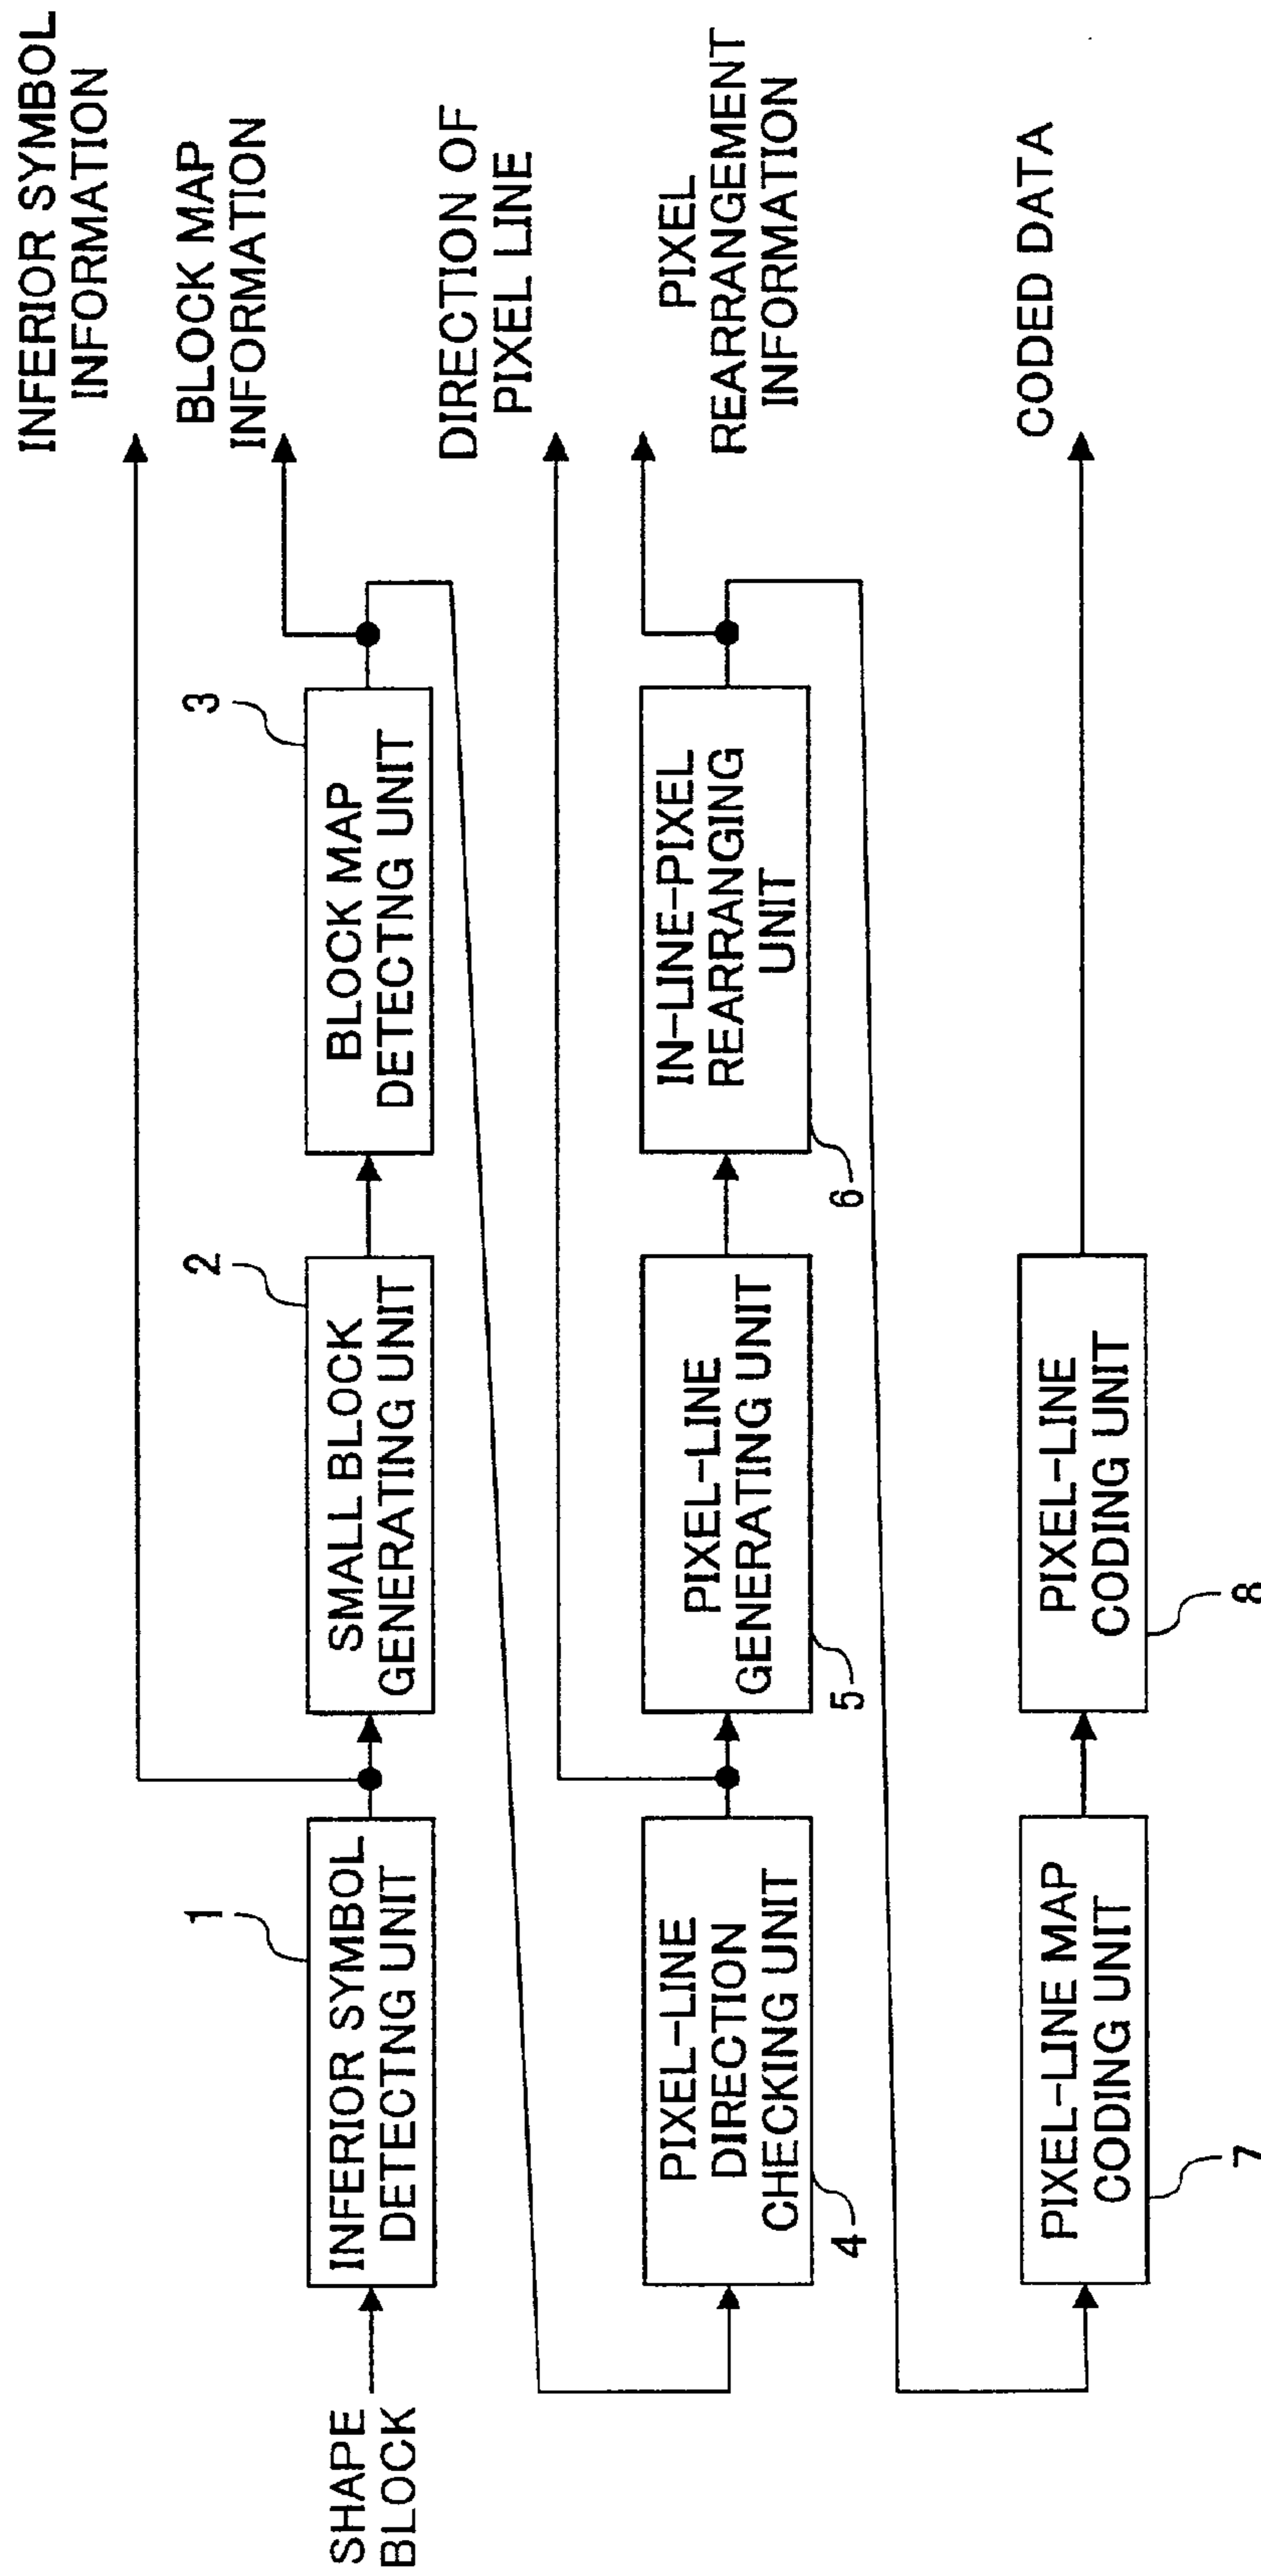 INFERIOR SYMBOL
INFORMATION
BLOCK MAP
INFORMATION
SHAPE
BLOCK
1
INFERIOR SYMBOL
DETECTNG UNIT
2
SMALL BLOCK
GENERATING UNIT
3
BLOCK MAP
DETECTNG UNIT
DIRECTION OF
PIXEL LINE
PIXEL
REARRANGEMENT
INFORMATION
PIXEL-LINE
DIRECTION
CHECKING UNIT
4
PIXEL-LINE
GENERATING UNIT
5
IN-LINE-PIXEL
REARRANGING
UNIT
6
CODED DATA
PIXEL-LINE MAP
CODING UNIT
7
PIXEL-LINE
CODING UNIT
8